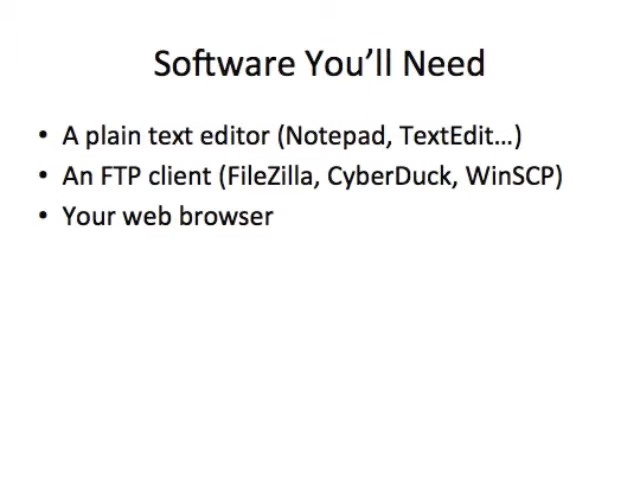 Software You’ll Need
• A plain text editor (Notepad, TextEdit…)
• An FTP client (FileZilla, CyberDuck, WinSCP)
• Your web browser